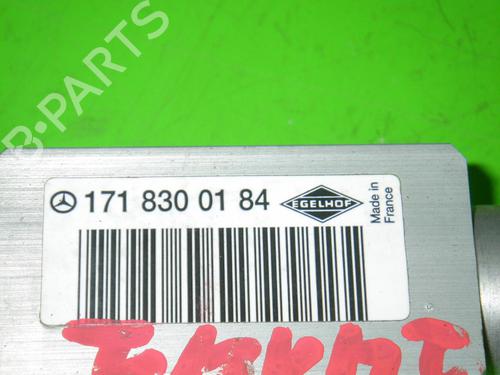 B-PARTS
171 830 01 84
EGELHOF
Made in
France